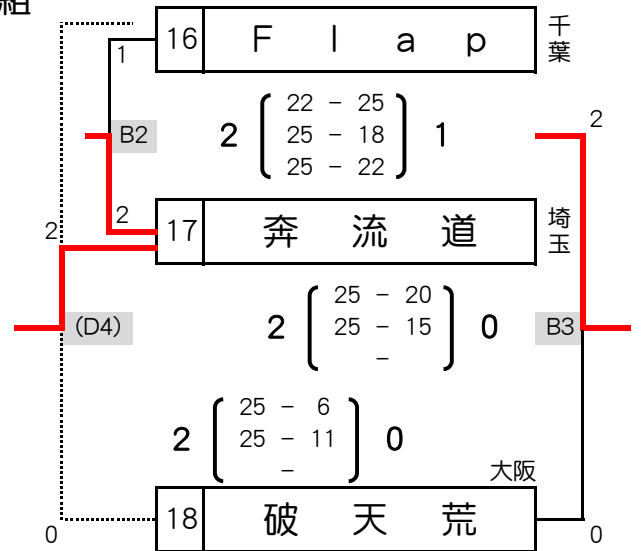 組
16 Flap 千葉
1
B2
2 22 - 25 1
25 - 18
25 - 22
2
2
2
17 奔流道 埼玉
(D4)
2 25 - 20 0
25 - 15
-
B3
2 25 - 6 0
25 - 11
-
大阪
18 破天荒
0
0